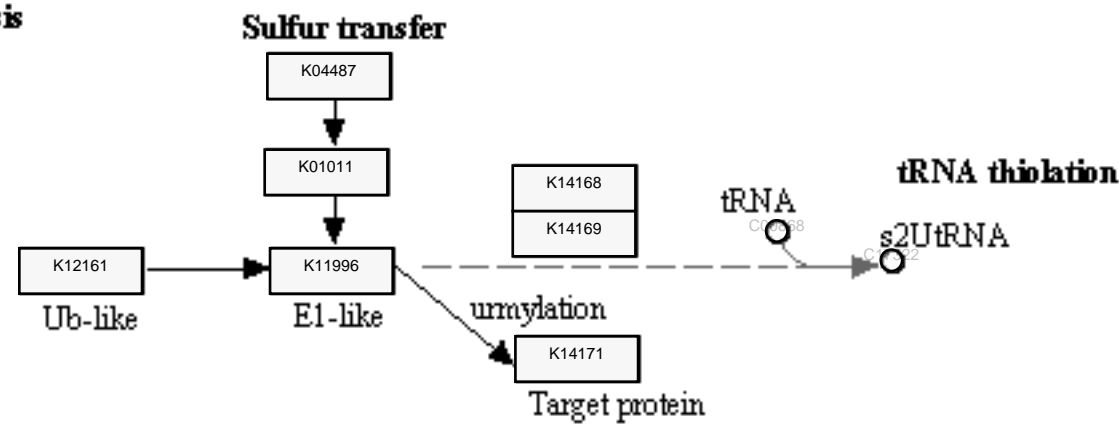 sis
Sulfur transfer
K04487
K01011
K14168
K14169
tRNA thiolation
tRNA
s2UtRNA
K12161
K11996
Ub-like
E1-like
urmylation
K14171
Target protein